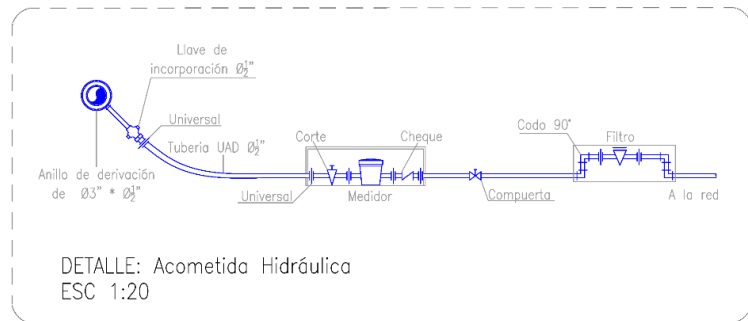 Llave de
incorporación Ø½"
Universal
Tubería UAD Ø½"
Anillo de derivación
de Ø3" * Ø½"
Corte
Cheque
Universal
Medidor
Compuerta
Codo 90°
Filtro
A la red
DETALLE: Acometida Hidráulica
ESC 1:20